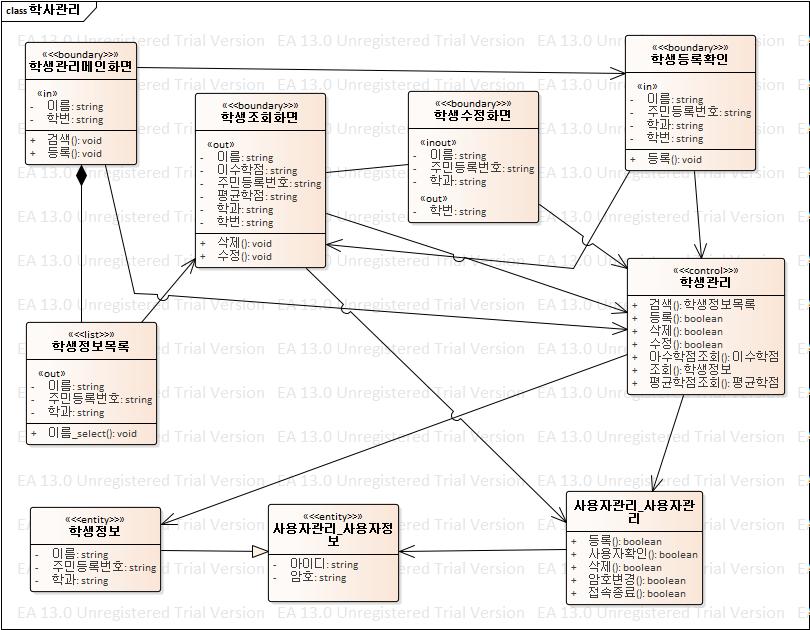 class 학사관리
EA 13.0 Unregistered Trial Version
<<boundary>>
학생관리메인화면
«in»
- 이름: string
- 학번: string
+ 검색(): void
+ 등록(): void
<<boundary>>
학생조회화면
«out»
- 이름: string
- 이수학점: string
- 주민등록번호: string
- 평균학점: string
- 학과: string
- 학번: string
+ 삭제(): void
+ 수정(): void
<<boundary>>
학생수정화면
«inout»
- 이름: string
- 주민등록번호: string
- 학과: string
«out»
- 학번: string
<<boundary>>
학생등록확인
«in»
- 이름: string
- 주민등록번호: string
- 학과: string
- 학번: string
+ 등록(): void
<<control>>
학생관리
+ 검색(): 학생정보목록
+ 등록(): boolean
+ 삭제(): boolean
+ 수정(): boolean
+ 아수학점조회(): 이수학점
+ 조회(): 학생정보
+ 평균학점조회(): 평균학점
<<list>>
학생정보목록
«out»
- 이름: string
- 주민등록번호: string
- 학과: string
+ 이름_select(): void
<<entity>>
학생정보
- 이름: string
- 주민등록번호: string
- 학과: string
<<entity>>
사용자관리_사용자정
보
- 아이디: string
- 암호: string
사용자관리_사용자관
리
+ 등록(): boolean
+ 사용자확인(): boolean
+ 삭제(): boolean
+ 암호변경(): boolean
+ 접속종료(): boolean